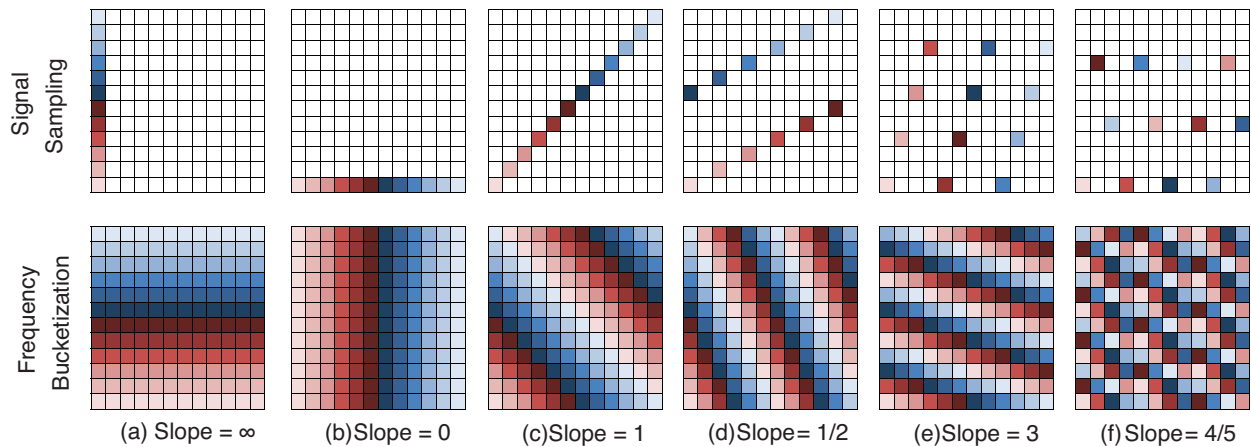 Signal
Sampling
Frequency
Bucketization
(a) Slope = ∞
(b)Slope = 0
(c)Slope = 1
(d)Slope= 1/2
(e)Slope = 3
(f)Slope = 4/5